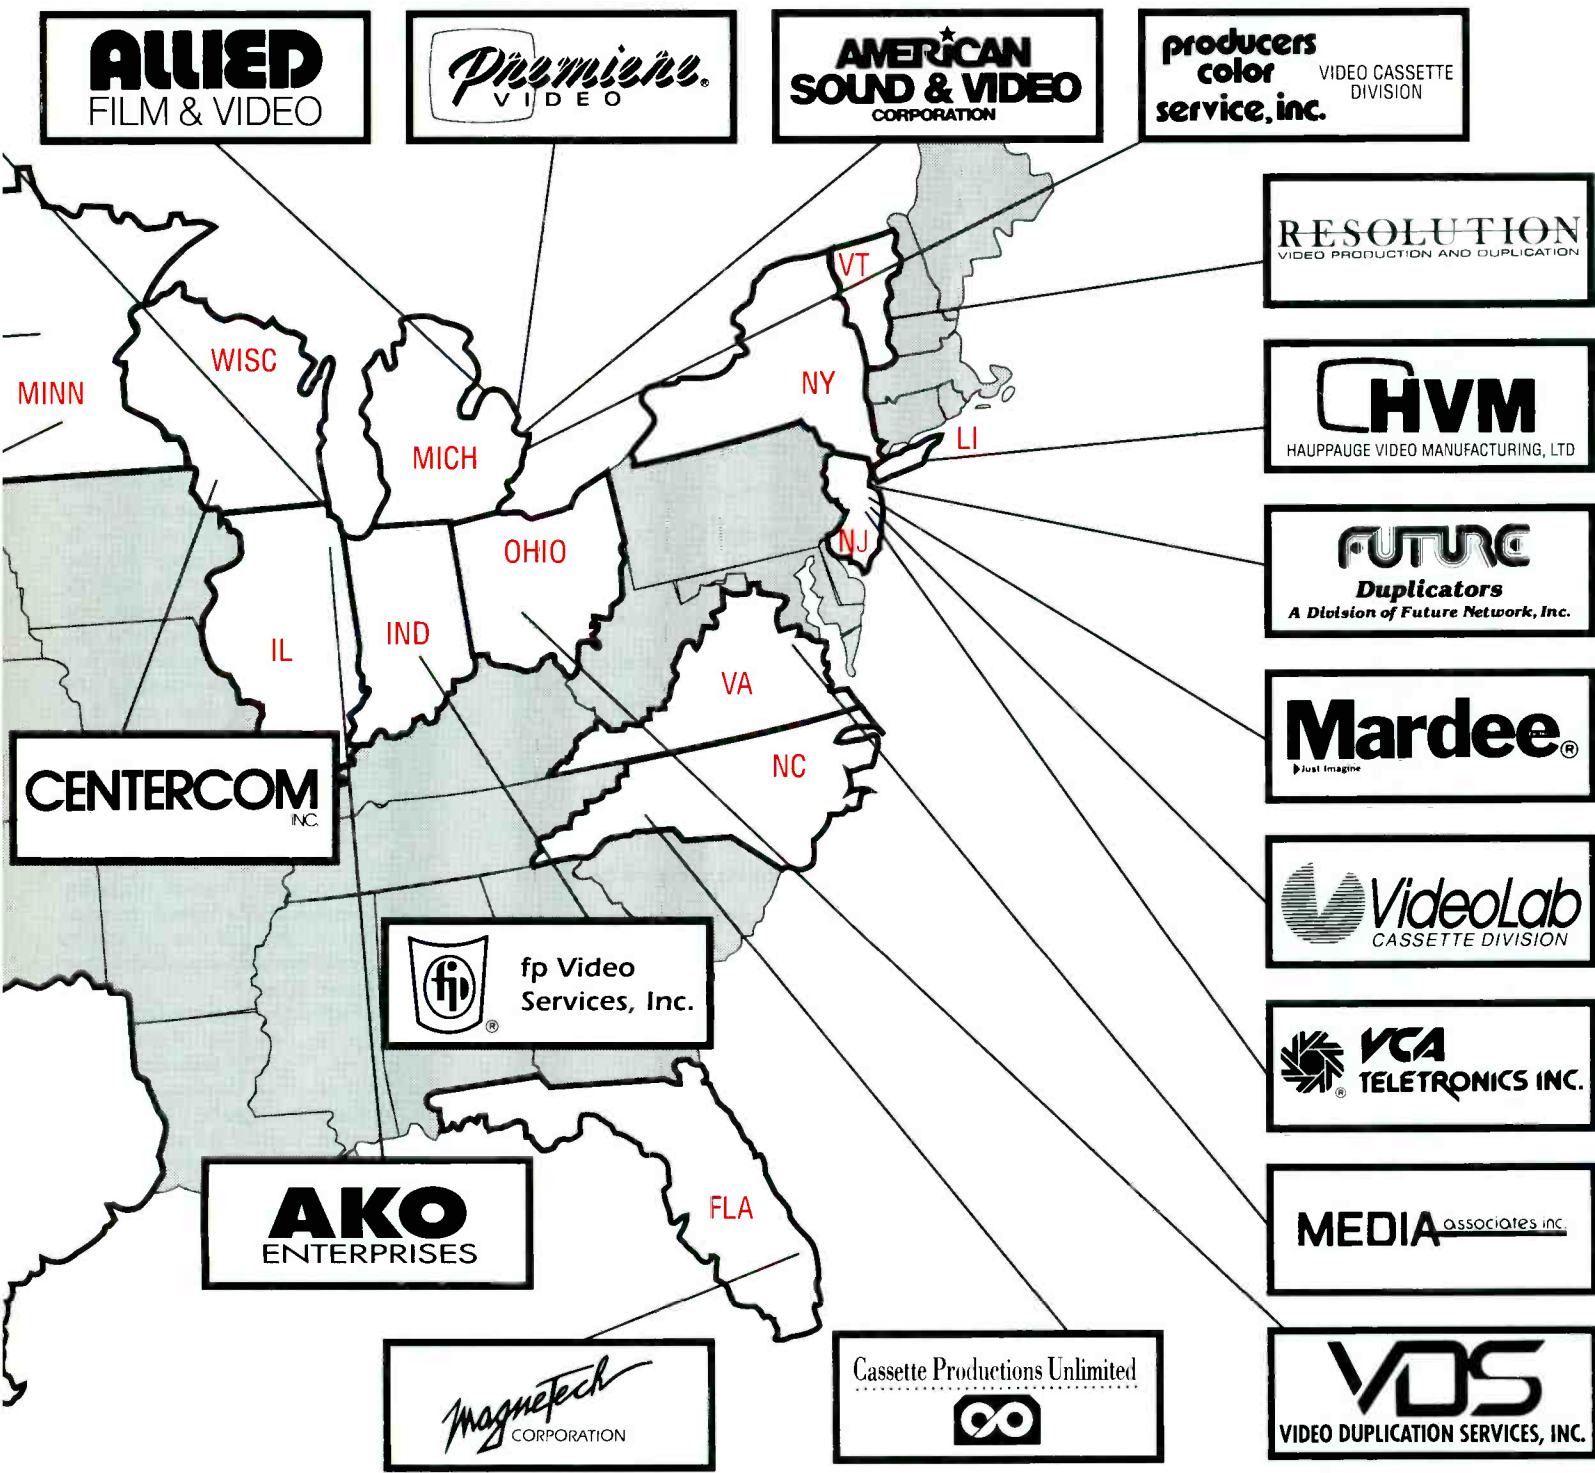 ALLIED
FILM & VIDEO
Premiere®
VIDEO
AMERICAN
SOUND & VIDEO
CORPORATION
producers
color
service, inc.
VIDEO CASSETTE
DIVISION
RESOLUTION
VIDEO PRODUCTION AND DUPLICATION
HVM
HAUPPAUGE VIDEO MANUFACTURING, LTD
FUTURE
Duplicators
A Division of Future Network, Inc.
Mardee®
Just Imagine
VideoLab
CASSETTE DIVISION
VCA
TELETRONICS INC.
®
MEDIA associates inc.
VDS
VIDEO DUPLICATION SERVICES, INC.
Cassette Productions Unlimited
MagneTech
CORPORATION
AKO
ENTERPRISES
fp
®
fp Video
Services, Inc.
CENTERCOM
INC.
MINN
WISC
MICH
IL
IND
OHIO
NY
VT
LI
NJ
VA
NC
FLA